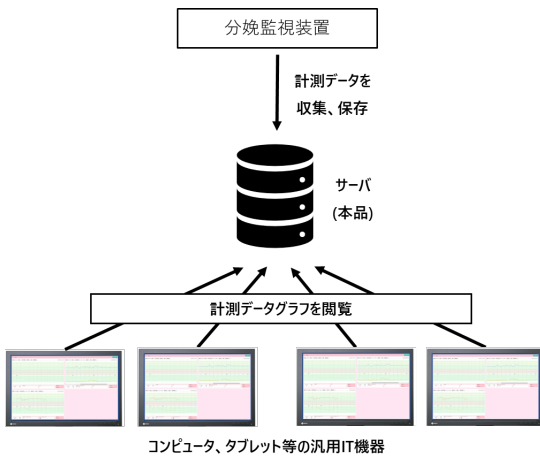 分娩監視装置
計測データを
収集、保存
サーバ
(本品)
計測データグラフを閲覧
コンピュータ、タブレット等の汎用IT機器